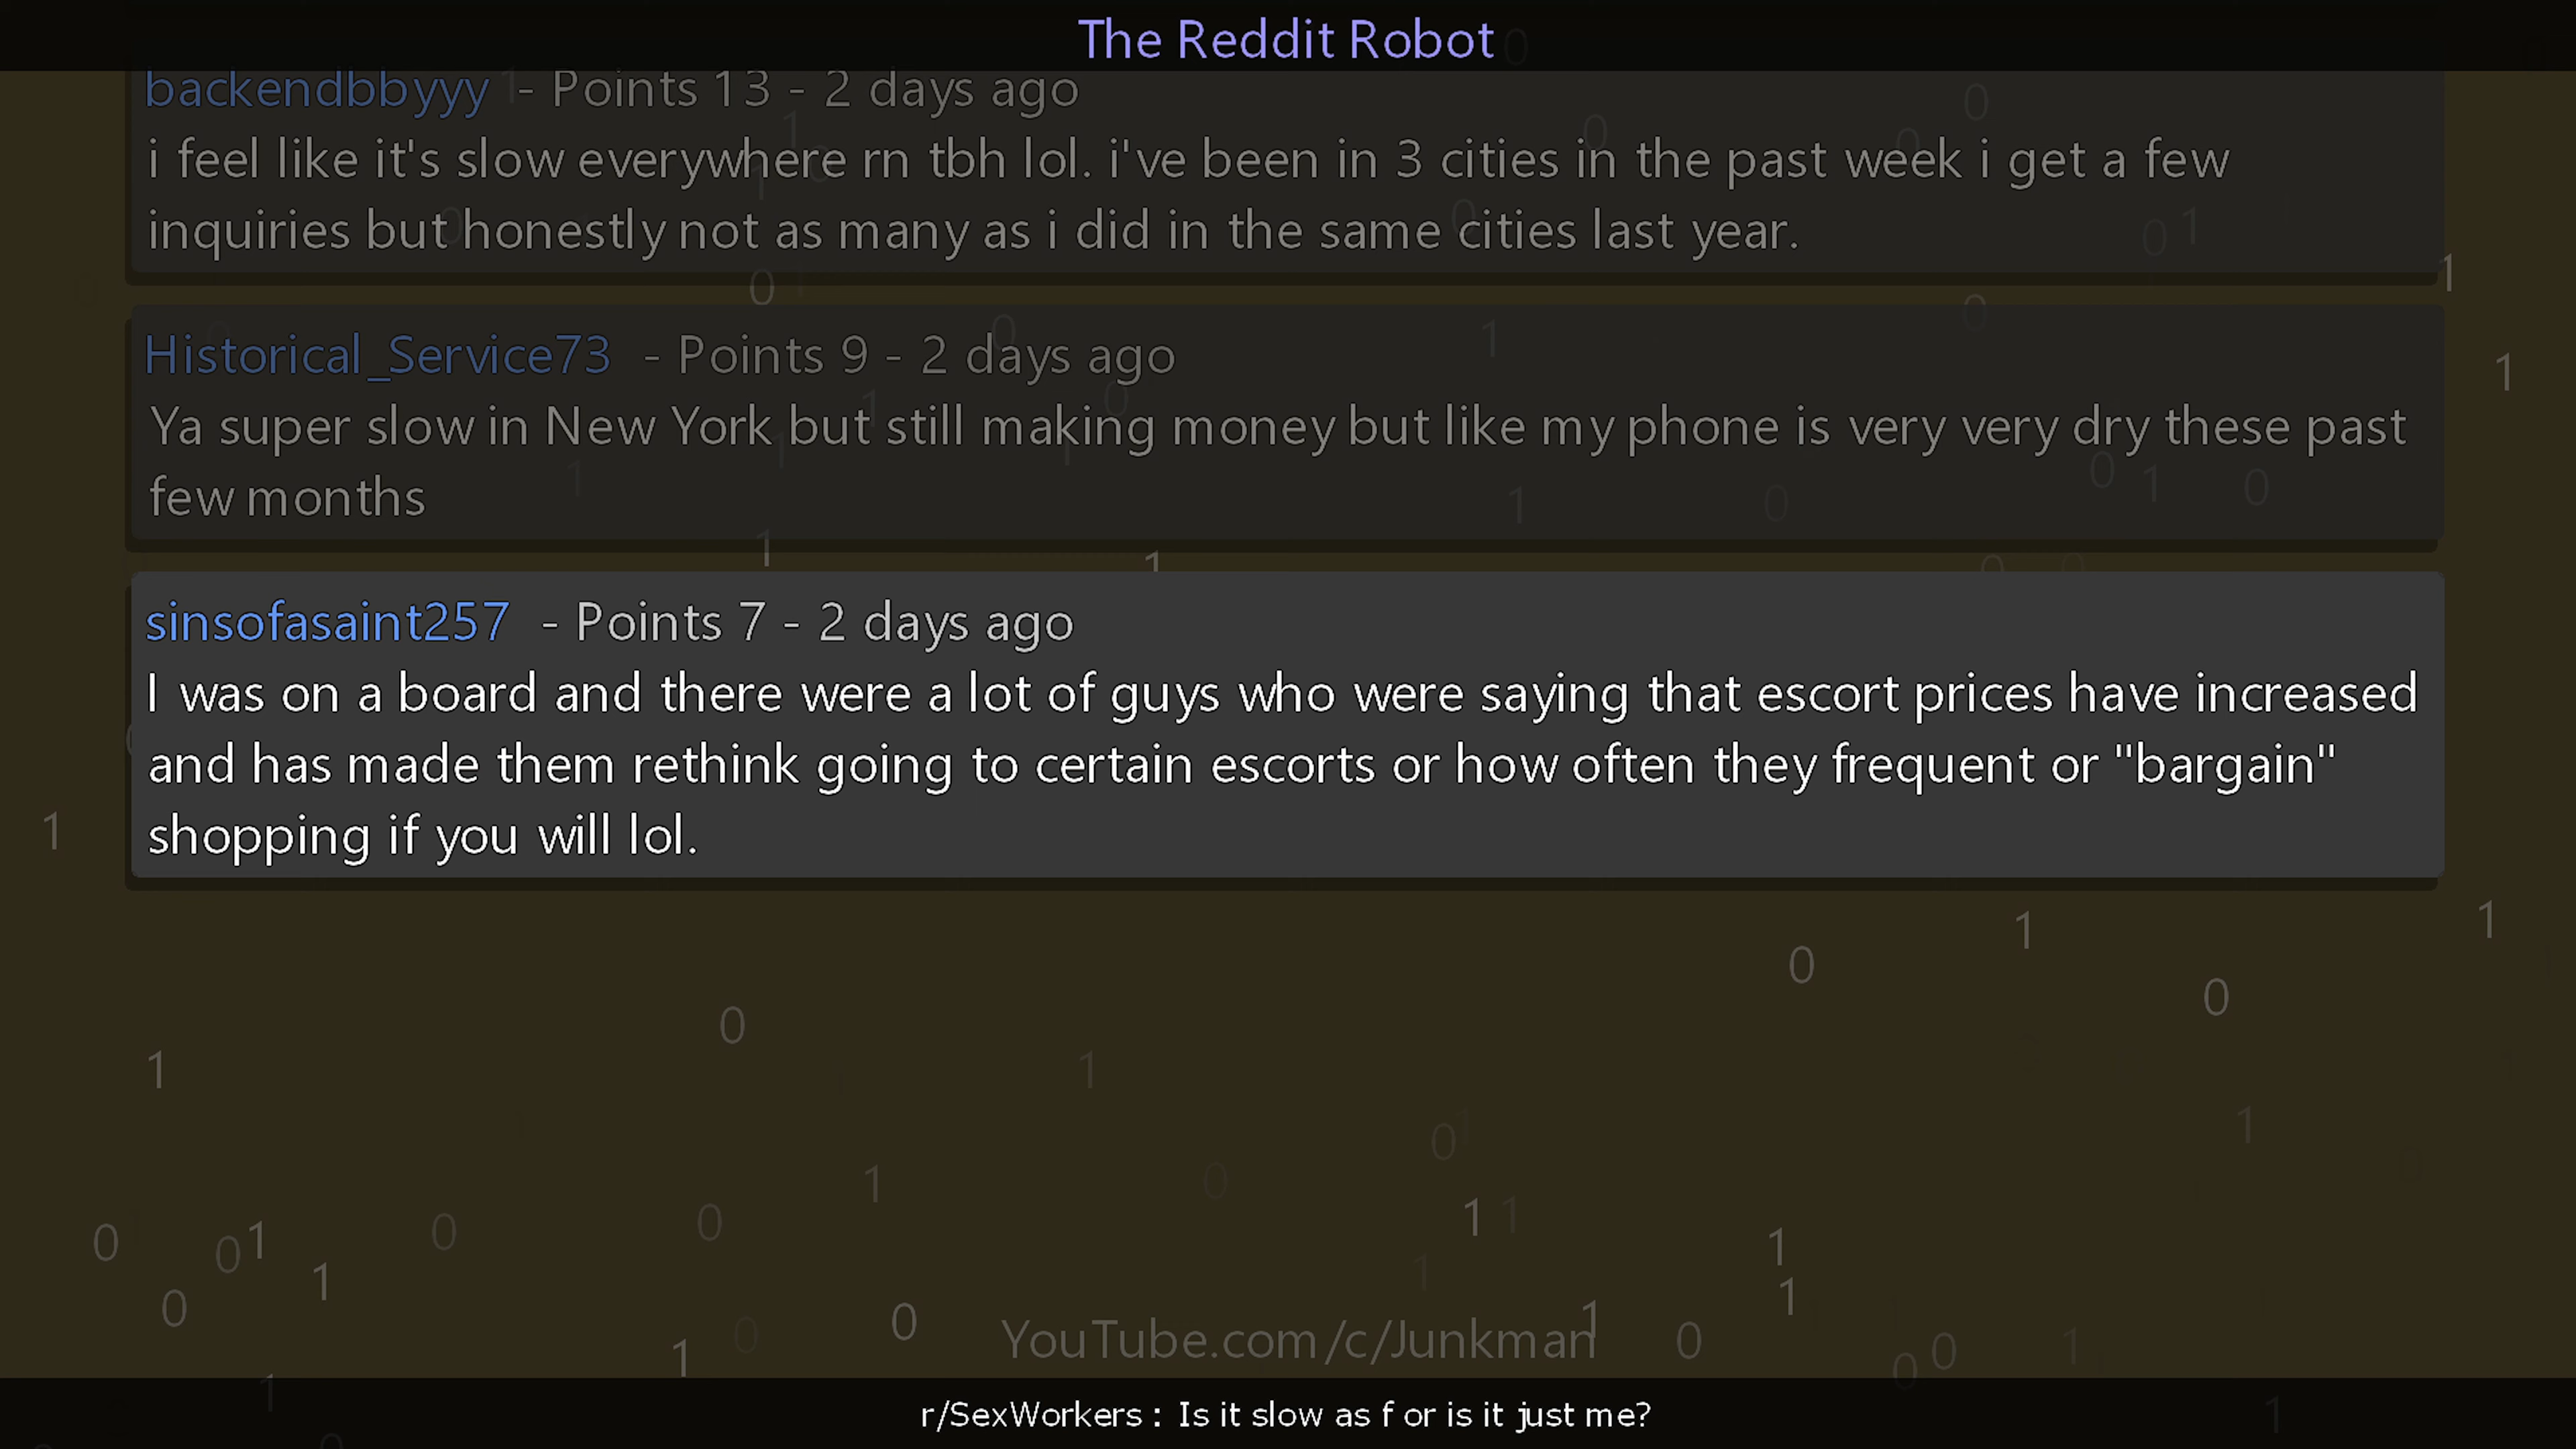 The Reddit Robot
backendbbyyy - Points 13 - 2 days ago
i feel like it's slow everywhere rn tbh lol. i've been in 3 cities in the past week i get a few
inquiries but honestly not as many as i did in the same cities last year.
Historical_Service73 - Points 9 - 2 days ago
Ya super slow in New York but still making money but like my phone is very very dry these past
few months
sinsofasaint257 - Points 7 - 2 days ago
I was on a board and there were a lot of guys who were saying that escort prices have increased
and has made them rethink going to certain escorts or how often they frequent or "bargain"
shopping if you will lol.
YouTube.com/c/Junkman
r/SexWorkers : Is it slow as f or is it just me?